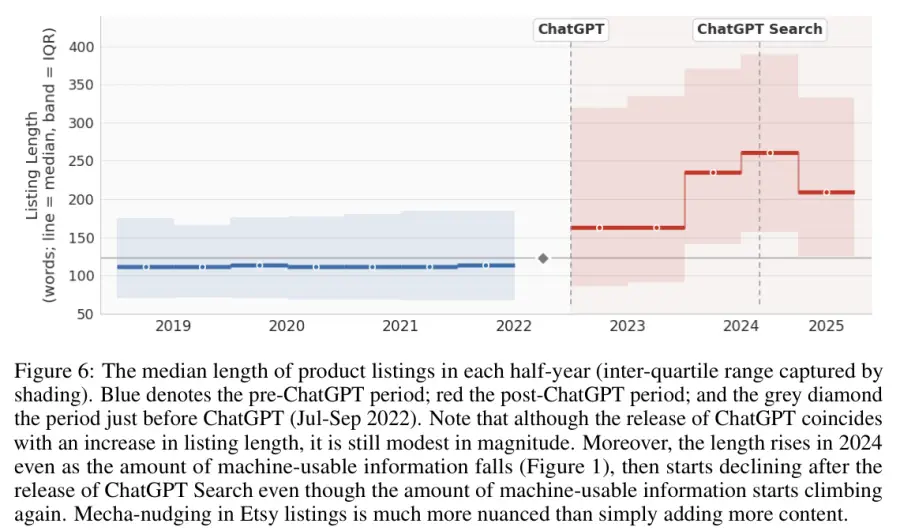 ChatGPT
ChatGPT Search
400
350
300
250
200
150
100
50
Listing Length
(words; line = median, band = IQR)
2019
2020
2021
2022
2023
2024
2025
Figure 6: The median length of product listings in each half-year (inter-quartile range captured by
shading). Blue denotes the pre-ChatGPT period; red the post-ChatGPT period; and the grey diamond
the period just before ChatGPT (Jul-Sep 2022). Note that although the release of ChatGPT coincides
with an increase in listing length, it is still modest in magnitude. Moreover, the length rises in 2024
even as the amount of machine-usable information falls (Figure 1), then starts declining after the
release of ChatGPT Search even though the amount of machine-usable information starts climbing
again. Mecha-nudging in Etsy listings is much more nuanced than simply adding more content.